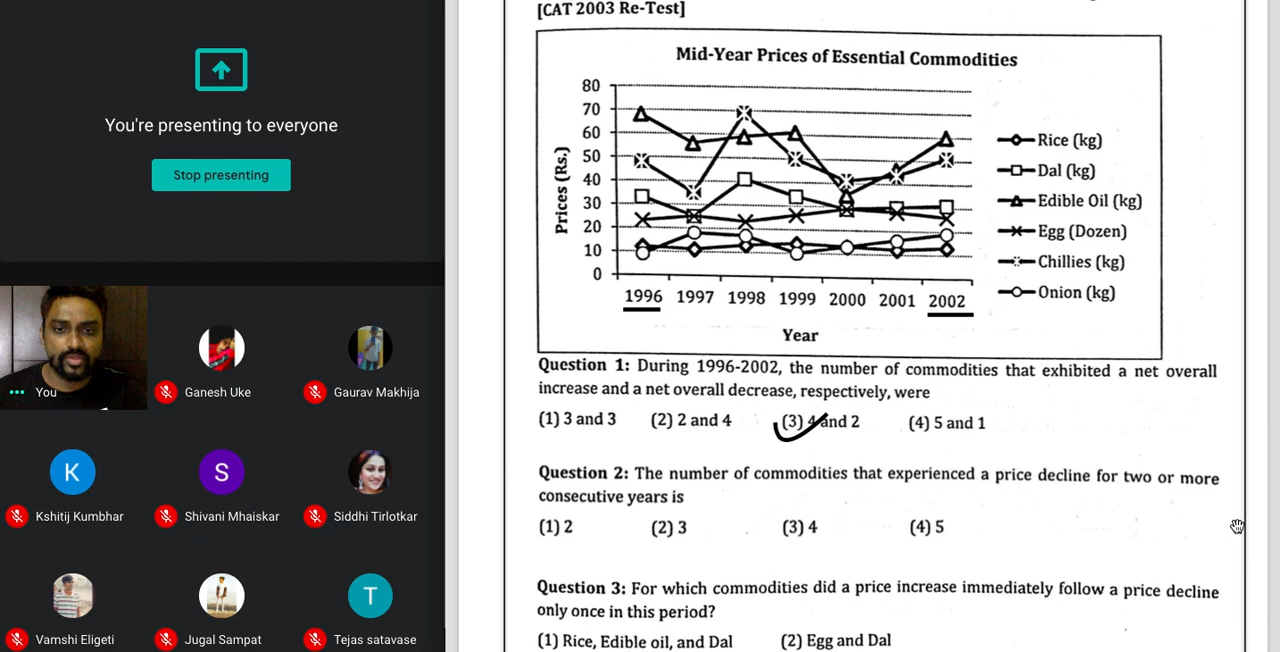 You're presenting to everyone
Stop presenting
You
Ganesh Uke
Gaurav Makhija
K
Kshitij Kumbhar
S
Shivani Mhaiskar
Siddhi Tirlotkar
Vamshi Eligeti
Jugal Sampat
T
Tejas satavase
[CAT 2003 Re-Test]
Mid-Year Prices of Essential Commodities
Prices (Rs.)
80
70
60
50
40
30
20
10
0
1996 1997 1998 1999 2000 2001 2002
Year
Rice (kg)
Dal (kg)
Edible Oil (kg)
Egg (Dozen)
Chillies (kg)
Onion (kg)
Question 1: During 1996-2002, the number of commodities that exhibited a net overall
increase and a net overall decrease, respectively, were
(1) 3 and 3 (2) 2 and 4 (3) 4 and 2 (4) 5 and 1
Question 2: The number of commodities that experienced a price decline for two or more
consecutive years is
(1) 2 (2) 3 (3) 4 (4) 5
Question 3: For which commodities did a price increase immediately follow a price decline
only once in this period?
(1) Rice, Edible oil, and Dal (2) Egg and Dal